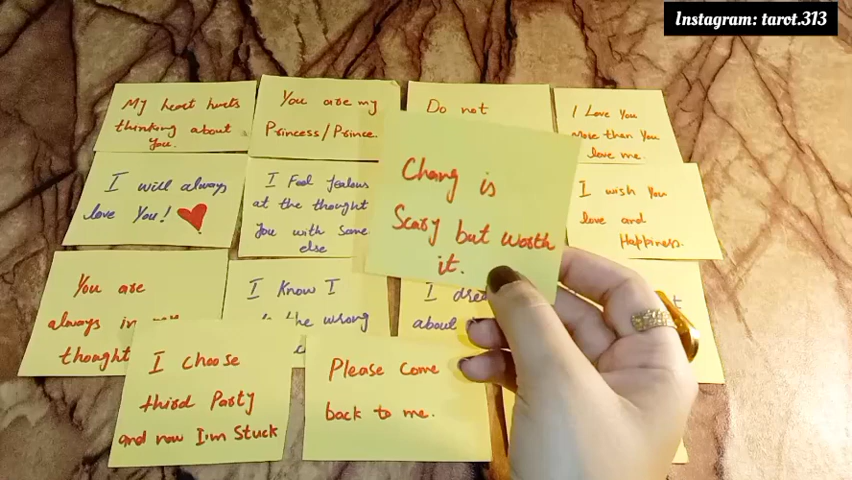 Instagram: tarot.313
My heart hurts
thinking about
you.
You are my
Princess/Prince.
Do not
I Love You
More than You
love me.
I will always
love You!
I Feel Jealous
at the thought
You with some
else
Chang is
Scary but worth
it.
I wish You
love and
Happiness.
You are
always in
thought
I Know I
the wrong
I
about
I choose
third Party
and now I'm Stuck
Please Come
back to me.